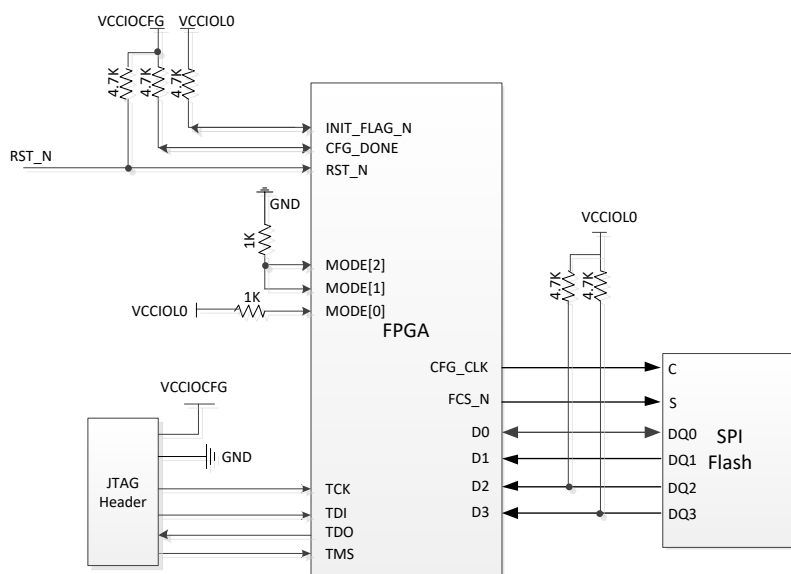 VCCIOCFG VCCIOL0
4.7K 4.7K 4.7K
INIT_FLAG_N
CFG_DONE
RST_N
RST_N
GND
1K
MODE[2]
MODE[1]
VCCIOL0
1K
MODE[0]
FPGA
VCCIOL0
4.7K 4.7K
CFG_CLK
C
FCS_N
S
D0
DQ0
D1
DQ1
D2
DQ2
D3
DQ3
SPI
Flash
VCCIOCFG
GND
JTAG
Header
TCK
TDI
TDO
TMS